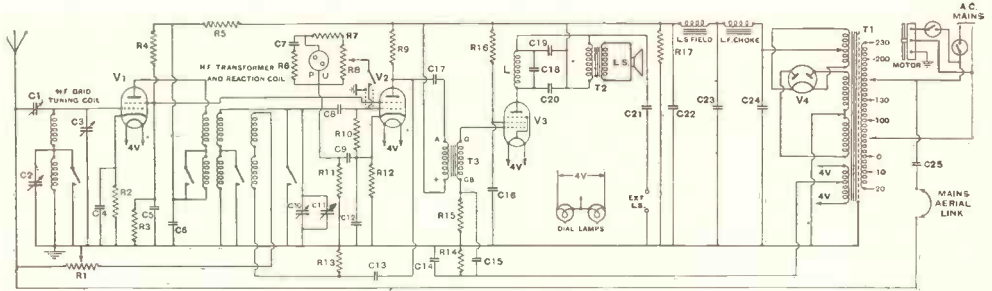 R4
R5
C7
R7
R6
R8
P U
H.F. TRANSFORMER
AND REACTION COIL
V2
R9
C17
R16
L
C19
C18
C20
T2
L.S.
L.S FIELD
L.F. CHOKE
R17
T1
A.C.
MAINS
230
200
130
100
0
10
20
MOTOR
V4
C1
H.F GRID
TUNING COIL
C3
V1
4V
C2
R2
C4
R3
C5
C6
C8
R10
C9
R11
R12
4V
C10
C11
C12
R13
C13
A
G
+
GB
T3
R15
R14
C14
C15
V3
4V
C16
4V
DIAL LAMPS
C21
EXT
L.S.
C22
C23
C24
4V
4V
C25
MAINS
AERIAL
LINK
R1